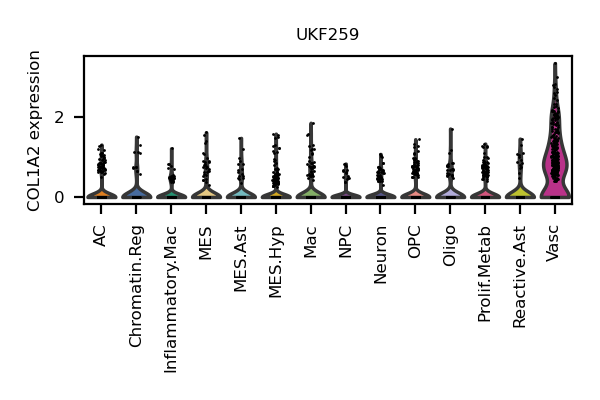 UKF259
COL1A2 expression
2
0
AC
Chromatin.Reg
Inflammatory.Mac
MES
MES.Ast
MES.Hyp
Mac
NPC
Neuron
OPC
Oligo
Prolif.Metab
Reactive.Ast
Vasc